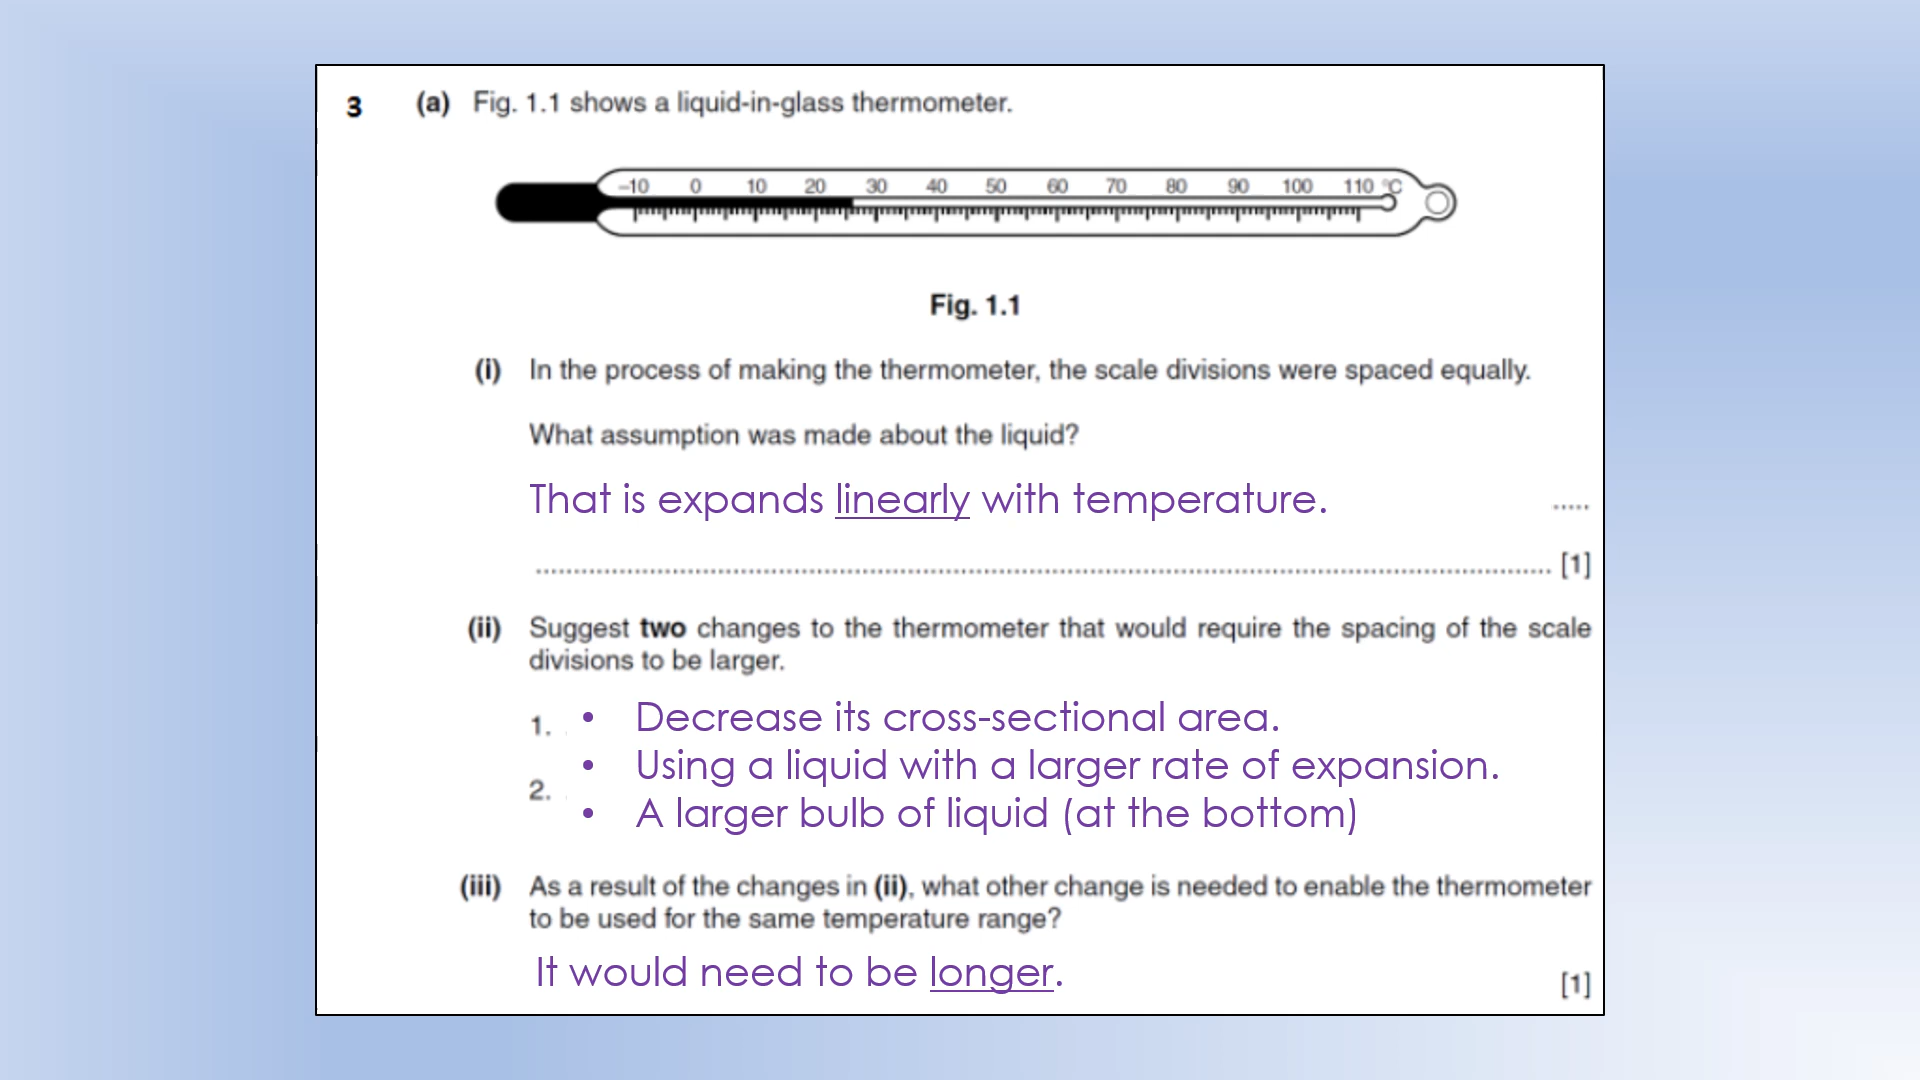 3 (a) Fig. 1.1 shows a liquid-in-glass thermometer.
–10 0 10 20 30 40 50 60 70 80 90 100 110 °C
Fig. 1.1
(i) In the process of making the thermometer, the scale divisions were spaced equally.
What assumption was made about the liquid?
That is expands linearly with temperature. .....
.......................................................................................................................... [1]
(ii) Suggest two changes to the thermometer that would require the spacing of the scale
divisions to be larger.
1. • Decrease its cross-sectional area.
• Using a liquid with a larger rate of expansion.
2.
• A larger bulb of liquid (at the bottom)
(iii) As a result of the changes in (ii), what other change is needed to enable the thermometer
to be used for the same temperature range?
It would need to be longer.
[1]